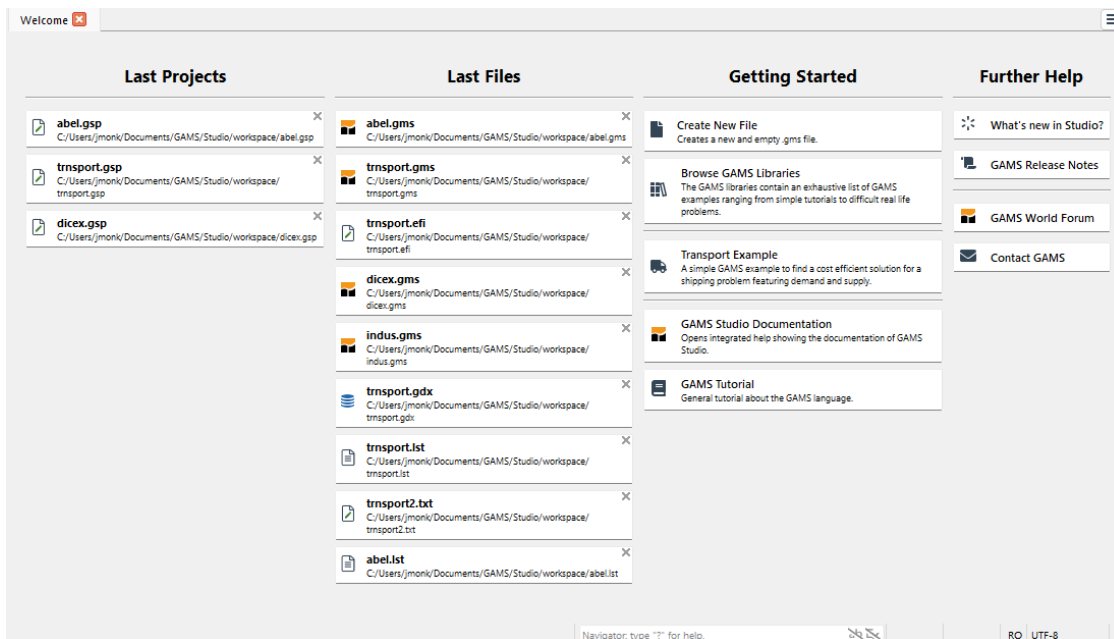 Welcome
Last Projects
abel.gsp
C:/Users/jmonk/Documents/GAMS/Studio/workspace/abel.gsp
trnsport.gsp
C:/Users/jmonk/Documents/GAMS/Studio/workspace/
trnsport.gsp
dicex.gsp
C:/Users/jmonk/Documents/GAMS/Studio/workspace/dicex.gsp
Last Files
abel.gms
C:/Users/jmonk/Documents/GAMS/Studio/workspace/abel.gms
trnsport.gms
C:/Users/jmonk/Documents/GAMS/Studio/workspace/
trnsport.gms
trnsport.efi
C:/Users/jmonk/Documents/GAMS/Studio/workspace/
trnsport.efi
dicex.gms
C:/Users/jmonk/Documents/GAMS/Studio/workspace/
dicex.gms
indus.gms
C:/Users/jmonk/Documents/GAMS/Studio/workspace/
indus.gms
trnsport.gdx
C:/Users/jmonk/Documents/GAMS/Studio/workspace/
trnsport.gdx
trnsport.lst
C:/Users/jmonk/Documents/GAMS/Studio/workspace/
trnsport.lst
trnsport2.txt
C:/Users/jmonk/Documents/GAMS/Studio/workspace/
trnsport2.txt
abel.lst
C:/Users/jmonk/Documents/GAMS/Studio/workspace/abel.lst
Getting Started
Create New File
Creates a new and empty .gms file.
Browse GAMS Libraries
The GAMS libraries contain an exhaustive list of GAMS
examples ranging from simple tutorials to difficult real life
problems.
Transport Example
A simple GAMS example to find a cost efficient solution for a
shipping problem featuring demand and supply.
GAMS Studio Documentation
Opens integrated help showing the documentation of GAMS
Studio.
GAMS Tutorial
General tutorial about the GAMS language.
Further Help
What's new in Studio?
GAMS Release Notes
GAMS World Forum
Contact GAMS
Navigator: type "?" for help.
RO UTF-8